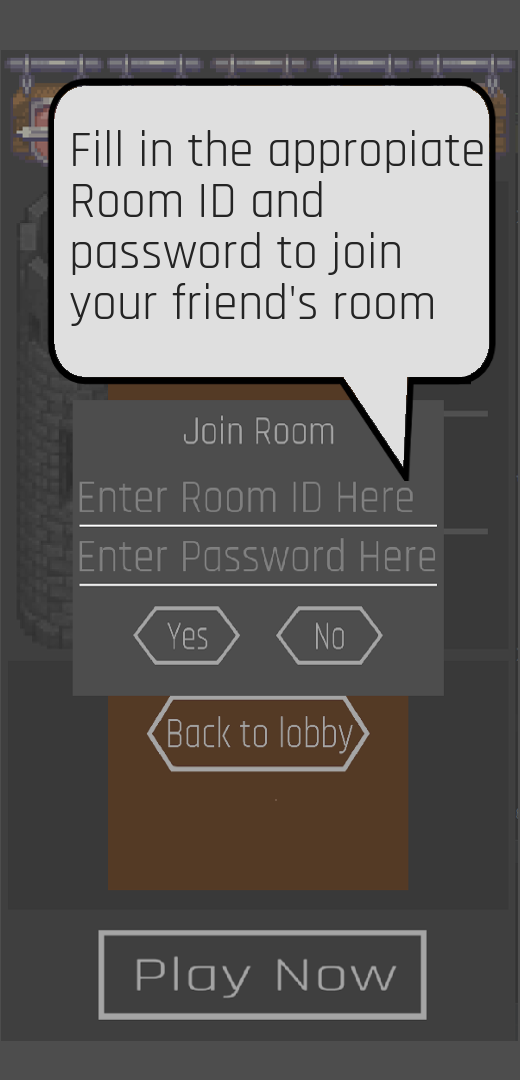 Fill in the appropiate
Room ID and
password to join
your friend's room
Join Room
Enter Room ID Here
Enter Password Here
Yes No
Back to lobby
Play Now